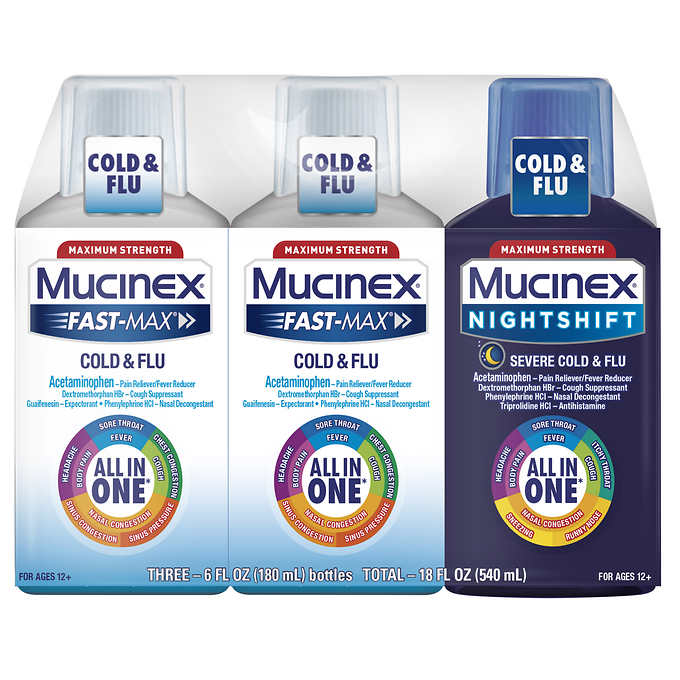 COLD &
FLU
MAXIMUM STRENGTH
MUCINEX®
FAST-MAX®
COLD & FLU
Acetaminophen – Pain Reliever/Fever Reducer
Dextromethorphan HBr – Cough Suppressant
Guaifenesin – Expectorant • Phenylephrine HCl – Nasal Decongestant
SORE THROAT
FEVER
HEADACHE
BODY PAIN
CHEST CONGESTION
COUGH
ALL IN
ONE*
NASAL CONGESTION
SINUS CONGESTION
SINUS PRESSURE
FOR AGES 12+
COLD &
FLU
MAXIMUM STRENGTH
MUCINEX®
FAST-MAX®
COLD & FLU
Acetaminophen – Pain Reliever/Fever Reducer
Dextromethorphan HBr – Cough Suppressant
Guaifenesin – Expectorant • Phenylephrine HCl – Nasal Decongestant
SORE THROAT
FEVER
HEADACHE
BODY PAIN
CHEST CONGESTION
COUGH
ALL IN
ONE*
NASAL CONGESTION
SINUS CONGESTION
SINUS PRESSURE
COLD &
FLU
MAXIMUM STRENGTH
MUCINEX®
NIGHTSHIFT
SEVERE COLD & FLU
Acetaminophen – Pain Reliever/Fever Reducer
Dextromethorphan HBr – Cough Suppressant
Phenylephrine HCl – Nasal Decongestant
Triprolidine HCl – Antihistamine
SORE THROAT
FEVER
HEADACHE
BODY PAIN
ITCHY THROAT
COUGH
ALL IN
ONE*
NASAL CONGESTION
SNEEZING
RUNNY NOSE
FOR AGES 12+
THREE – 6 FL OZ (180 mL) bottles TOTAL – 18 FL OZ (540 mL)